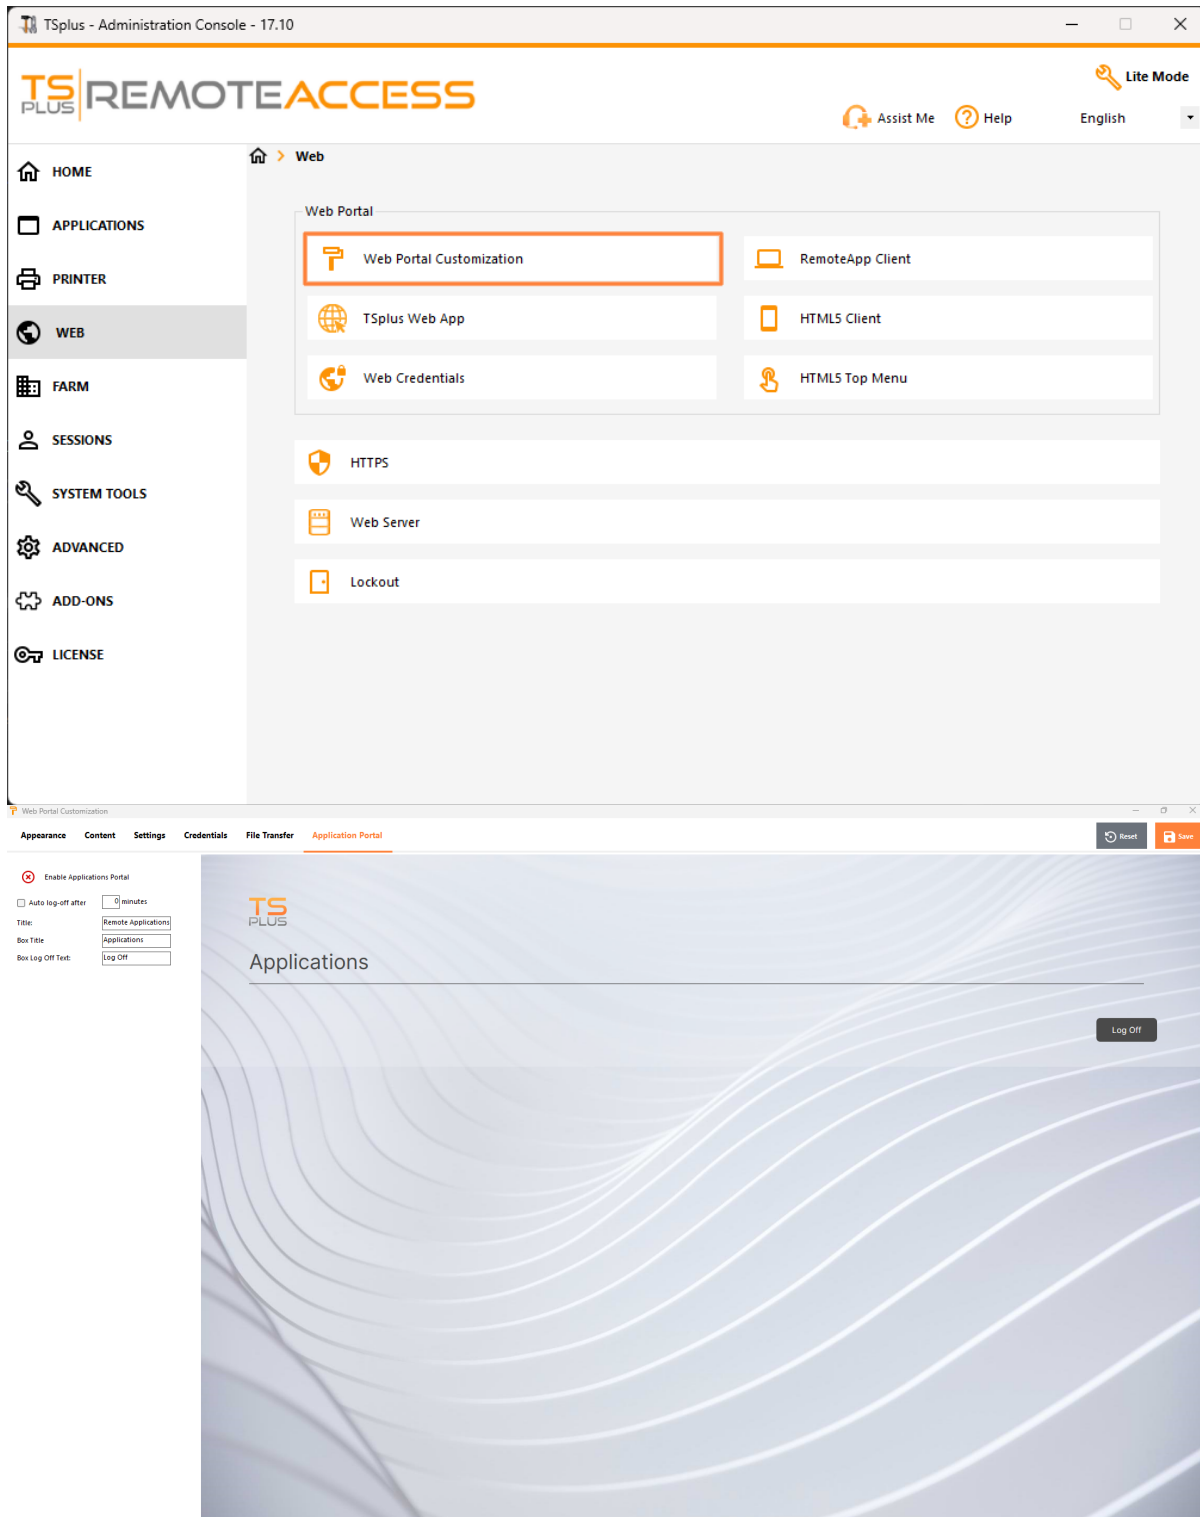 TSplus - Administration Console - 17.10
TS PLUS REMOTEACCESS
Lite Mode
Assist Me
Help
English
HOME
APPLICATIONS
PRINTER
WEB
FARM
SESSIONS
SYSTEM TOOLS
ADVANCED
ADD-ONS
LICENSE
> Web
Web Portal
Web Portal Customization
RemoteApp Client
TSplus Web App
HTML5 Client
Web Credentials
HTML5 Top Menu
HTTPS
Web Server
Lockout
Web Portal Customization
Appearance Content Settings Credentials File Transfer Application Portal
Reset
Save
Enable Applications Portal
Auto log-off after 0 minutes
Title: Remote Applications
Box Title Applications
Box Log Off Text: Log Off
TS
PLUS
Applications
Log Off